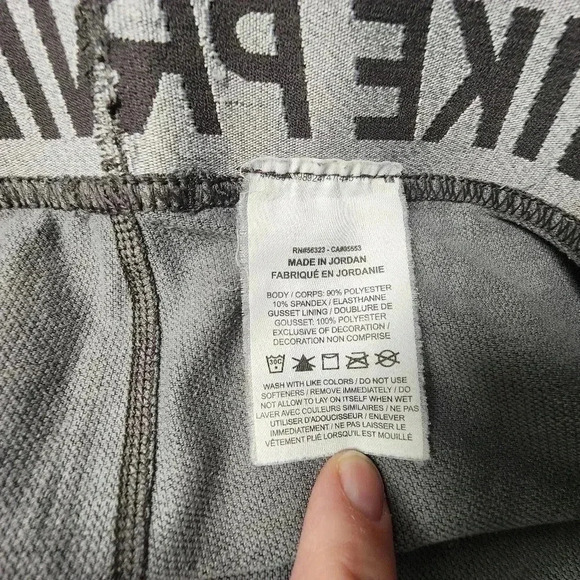 NIKE PR
RN#56323 - CA#05553
MADE IN JORDAN
FABRIQUÉ EN JORDANIE
BODY / CORPS: 90% POLYESTER
10% SPANDEX / ELASTHANNE
GUSSET LINING / DOUBLURE DE
GOUSSET: 100% POLYESTER
EXCLUSIVE OF DECORATION /
DECORATION NON COMPRISE
30C
WASH WITH LIKE COLORS / DO NOT USE
SOFTENERS / REMOVE IMMEDIATELY / DO
NOT ALLOW TO LAY ON ITSELF WHEN WET
LAVER AVEC COULEURS SIMILAIRES / NE PAS
UTILISER D'ADOUCISSEUR / ENLEVER
IMMEDIATEMENT / NE PAS LAISSER LE
VÊTEMENT PLIÉ LORSQU'IL EST MOUILLÉ